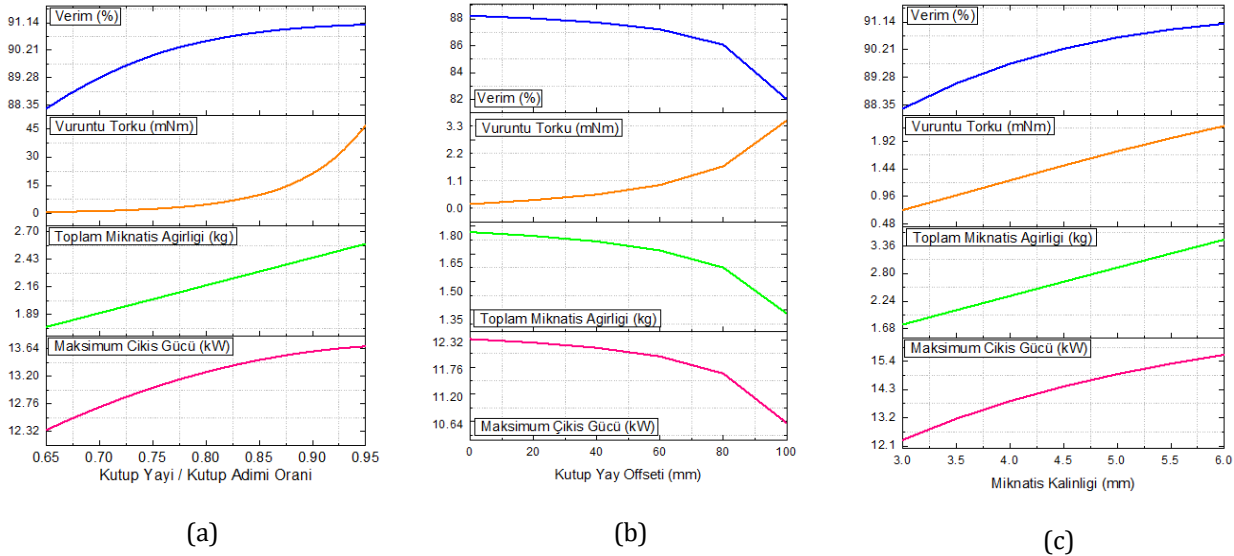 Verim (%)
91.14
90.21
89.28
88.35
Vuruntu Torku (mNm)
45
30
15
0
Toplam Miknatis Agirligi (kg)
2.70
2.43
2.16
1.89
Maksimum Cikis Gücü (kW)
13.64
13.20
12.76
12.32
0.65 0.70 0.75 0.80 0.85 0.90 0.95
Kutup Yayi / Kutup Adimi Orani
(a)
88
86
84
82
Verim (%)
Vuruntu Torku (mNm)
3.3
2.2
1.1
0.0
1.80
1.65
1.50
1.35
Toplam Miknatis Agirligi (kg)
12.32
11.76
11.20
10.64
Maksimum Çikis Gücü (kW)
0 20 40 60 80 100
Kutup Yay Offseti (mm)
(b)
Verim (%)
91.14
90.21
89.28
88.35
Vuruntu Torku (mNm)
1.92
1.44
0.96
0.48
Toplam Miknatis Agirligi (kg)
3.36
2.80
2.24
1.68
Maksimum Cikis Gücü (kW)
15.4
14.3
13.2
12.1
3.0 3.5 4.0 4.5 5.0 5.5 6.0
Miknatis Kalinligi (mm)
(c)